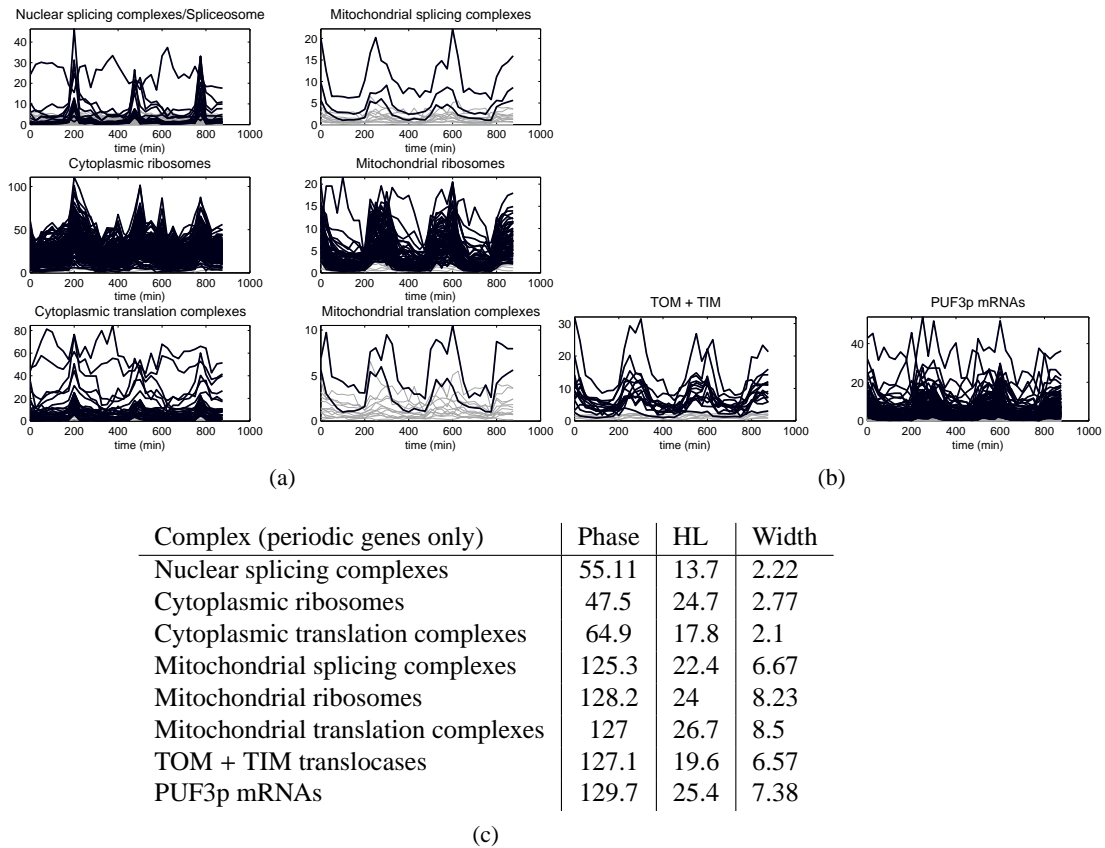 Nuclear splicing complexes/Spliceosome
40
30
20
10
0
0 200 400 600 800 1000
time (min)
Mitochondrial splicing complexes
20
15
10
5
0
0 200 400 600 800 1000
time (min)
Cytoplasmic ribosomes
100
50
0
0 200 400 600 800 1000
time (min)
Mitochondrial ribosomes
20
15
10
5
0
0 200 400 600 800 1000
time (min)
Cytoplasmic translation complexes
80
60
40
20
0
0 200 400 600 800 1000
time (min)
Mitochondrial translation complexes
10
5
0
0 200 400 600 800 1000
time (min)
(a)
TOM + TIM
30
20
10
0
0 200 400 600 800 1000
time (min)
PUF3p mRNAs
40
20
0
0 200 400 600 800 1000
time (min)
(b)
Complex (periodic genes only) Phase HL Width
Nuclear splicing complexes 55.11 13.7 2.22
Cytoplasmic ribosomes 47.5 24.7 2.77
Cytoplasmic translation complexes 64.9 17.8 2.1
Mitochondrial splicing complexes 125.3 22.4 6.67
Mitochondrial ribosomes 128.2 24 8.23
Mitochondrial translation complexes 127 26.7 8.5
TOM + TIM translocases 127.1 19.6 6.57
PUF3p mRNAs 129.7 25.4 7.38
(c)